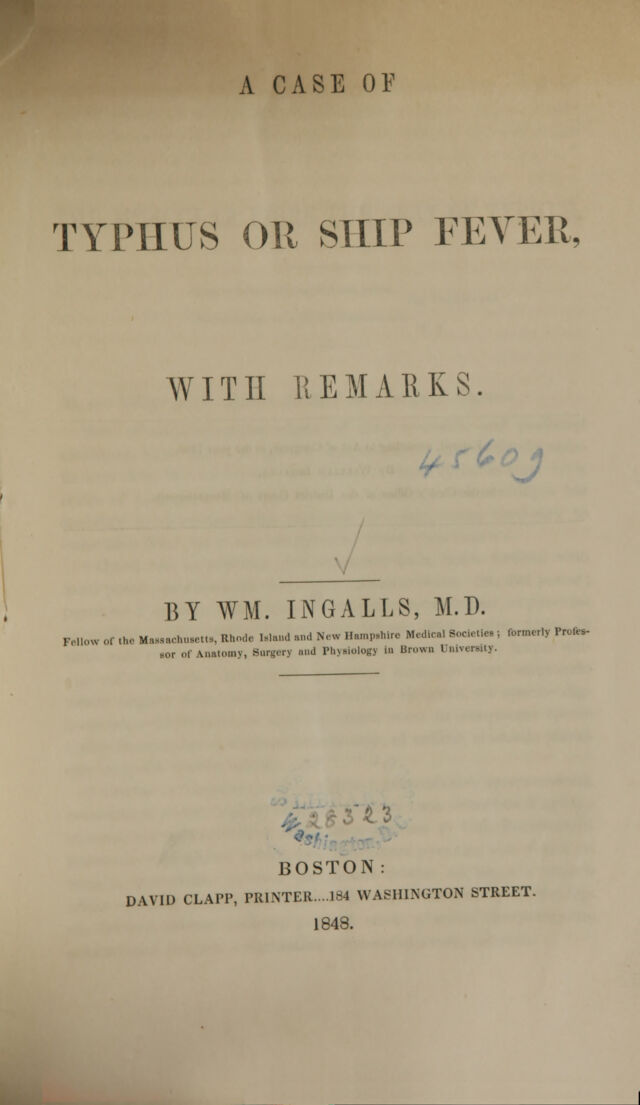 A CASE OF
TYPHUS OR SHIP FEVER,
WITH REMARKS.
45609
BY WM. INGALLS, M.D.
Fellow of the Massachusetts, Rhode Island and New Hampshire Medical Societies; formerly Profes-
sor of Anatomy, Surgery and Physiology in Brown University.
28323
BOSTON:
DAVID CLAPP, PRINTER....184 WASHINGTON STREET.
1848.